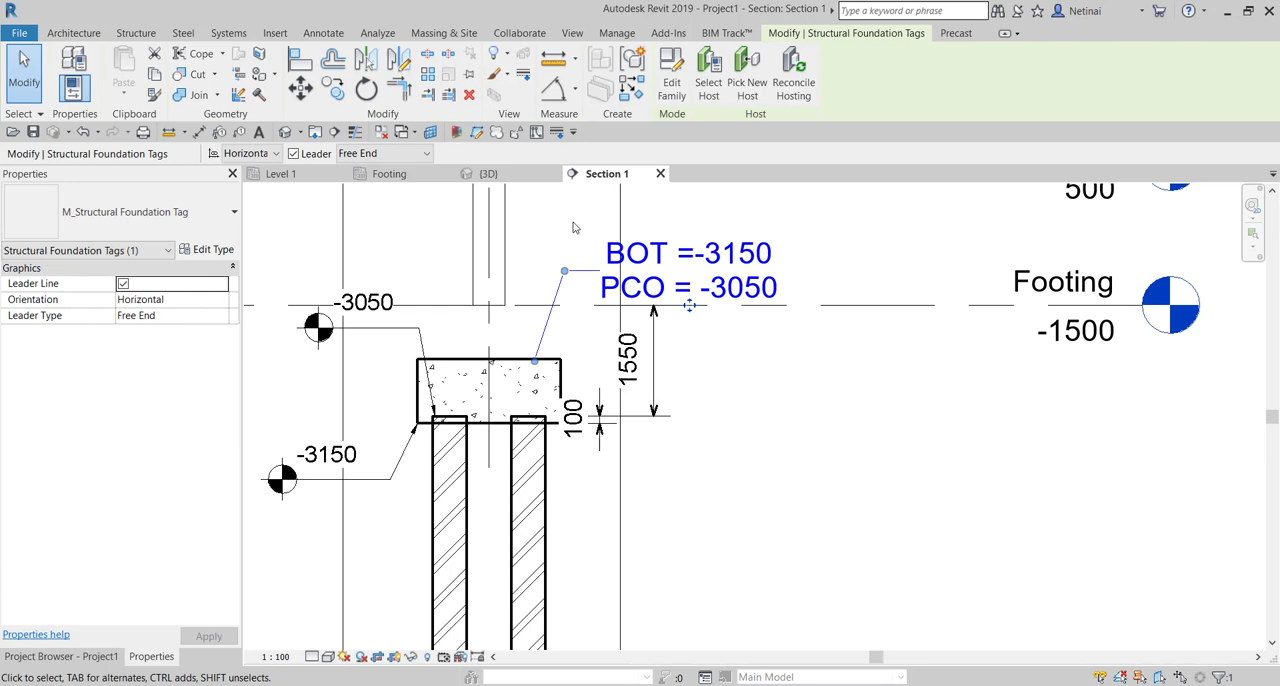 Autodesk Revit 2019 - Project1 - Section: Section 1
Type a keyword or phrase
Netinai
File
Architecture
Structure
Steel
Systems
Insert
Annotate
Analyze
Massing & Site
Collaborate
View
Manage
Add-Ins
BIM Track™
Modify | Structural Foundation Tags
Precast
Modify
Paste
Cope
Cut
Join
Edit
Family
Select
Host
Pick New
Host
Reconcile
Hosting
Select
Properties
Clipboard
Geometry
Modify
View
Measure
Create
Mode
Host
Modify | Structural Foundation Tags
Horizonta
Leader
Free End
Properties
Level 1
Footing
{3D}
Section 1
M_Structural Foundation Tag
Structural Foundation Tags (1)
Edit Type
Graphics
Leader Line
Orientation
Horizontal
Leader Type
Free End
500
BOT =-3150
PCO = -3050
Footing
-1500
-3050
1550
100
-3150
Properties help
Apply
Project Browser - Project1
Properties
1 : 100
Click to select, TAB for alternates, CTRL adds, SHIFT unselects.
:0
Main Model
:1